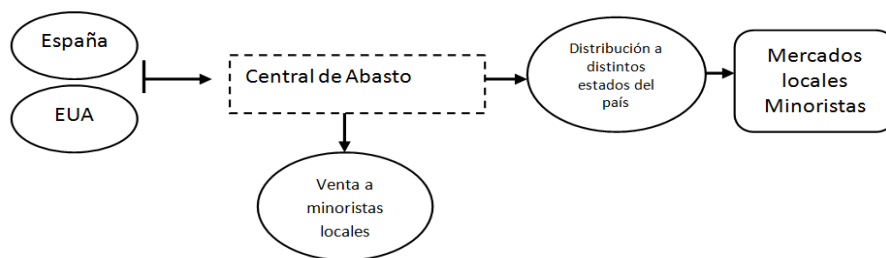 España
EUA
Central de Abasto
Distribución a
distintos
estados del
país
Mercados
locales
Minoristas
Venta a
minoristas
locales